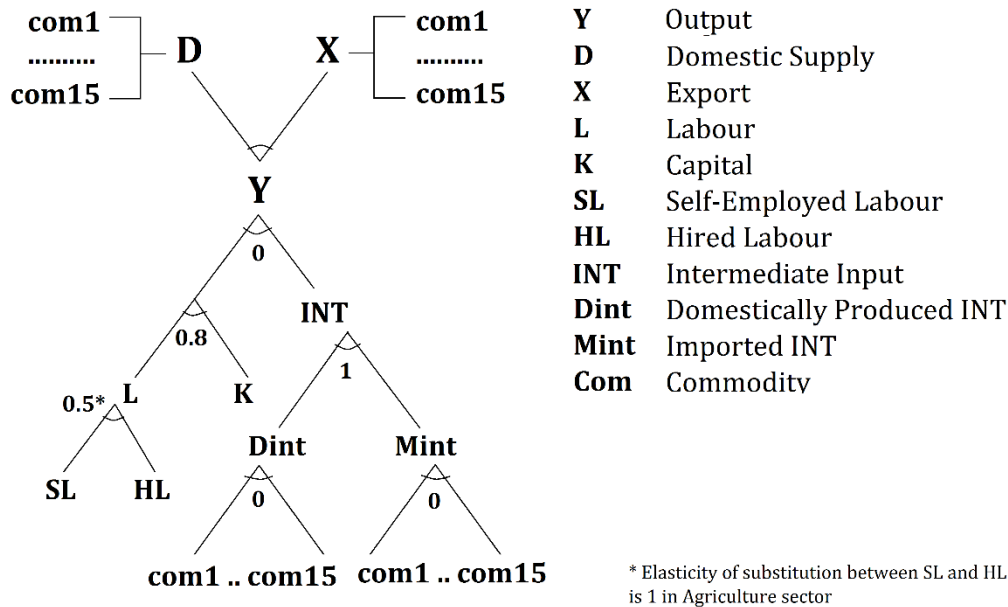 com1
..........
com15
D
X
com1
..........
com15
Y
0
0.8
INT
1
0.5*
L
K
Dint
Mint
SL
HL
0
0
com1 .. com15
com1 .. com15
Y Output
D Domestic Supply
X Export
L Labour
K Capital
SL Self-Employed Labour
HL Hired Labour
INT Intermediate Input
Dint Domestically Produced INT
Mint Imported INT
Com Commodity
* Elasticity of substitution between SL and HL
is 1 in Agriculture sector